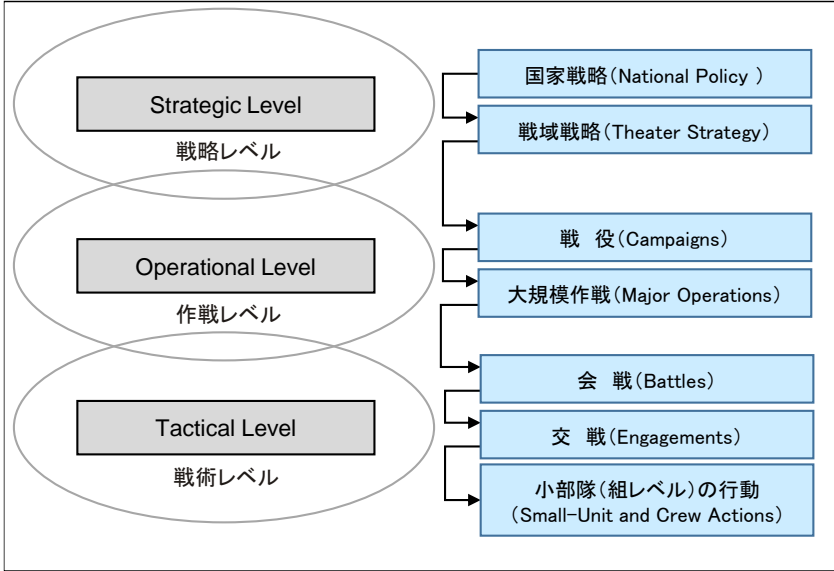 Strategic Level
戦略レベル
Operational Level
作戦レベル
Tactical Level
戦術レベル
国家戦略(National Policy )
戦域戦略(Theater Strategy)
戦　役(Campaigns)
大規模作戦(Major Operations)
会　戦(Battles)
交　戦(Engagements)
小部隊(組レベル)の行動
(Small-Unit and Crew Actions)